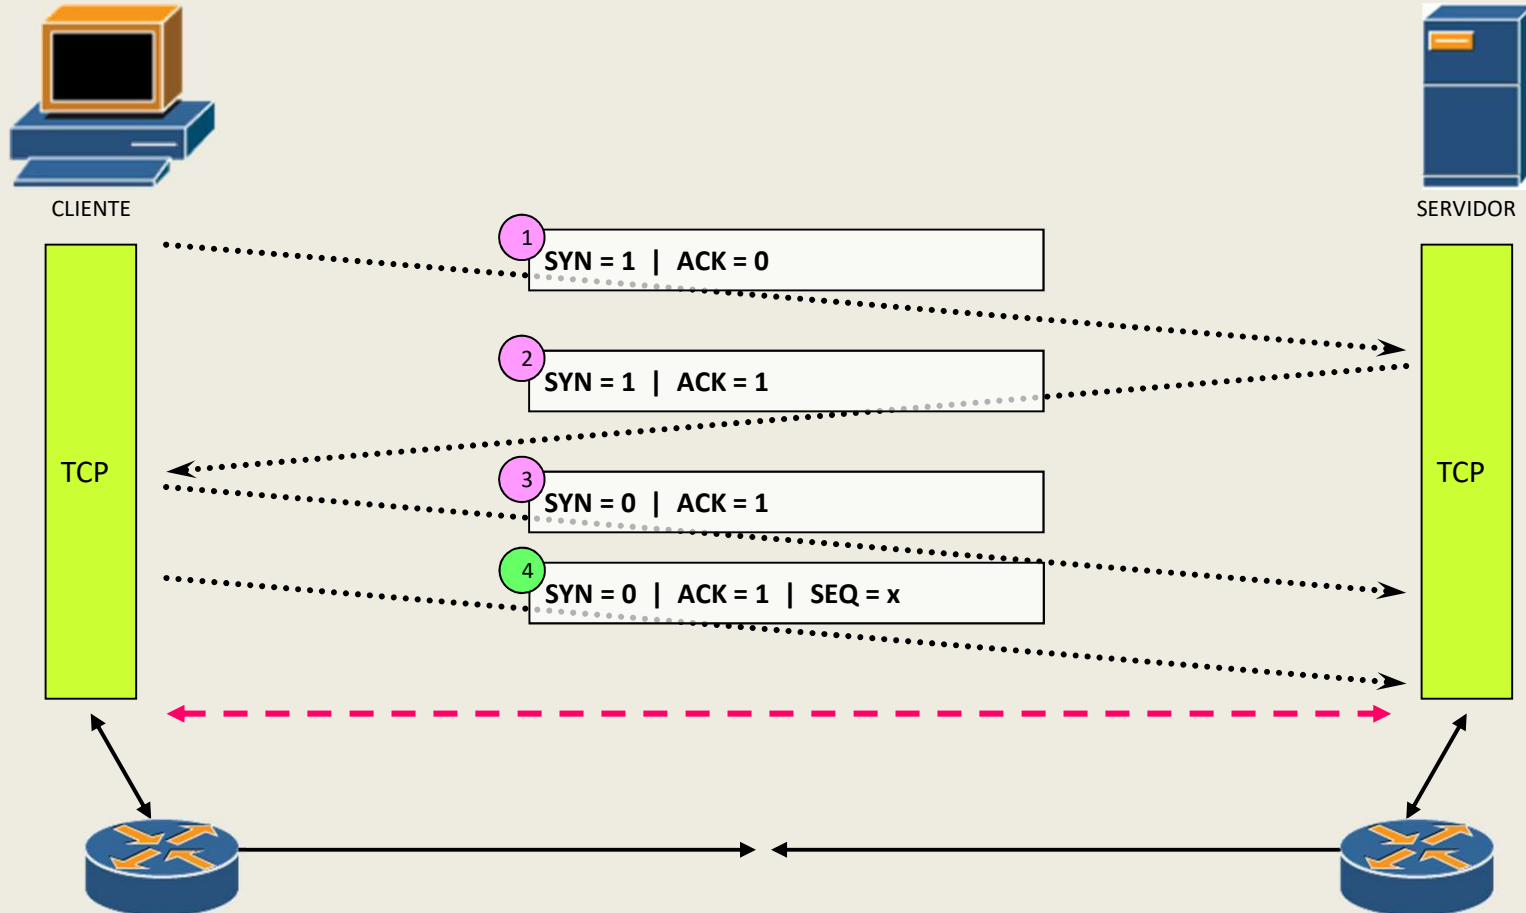 CLIENTE
SERVIDOR
1
SYN = 1 | ACK = 0
2
SYN = 1 | ACK = 1
TCP
TCP
3
SYN = 0 | ACK = 1
4
SYN = 0 | ACK = 1 | SEQ = x